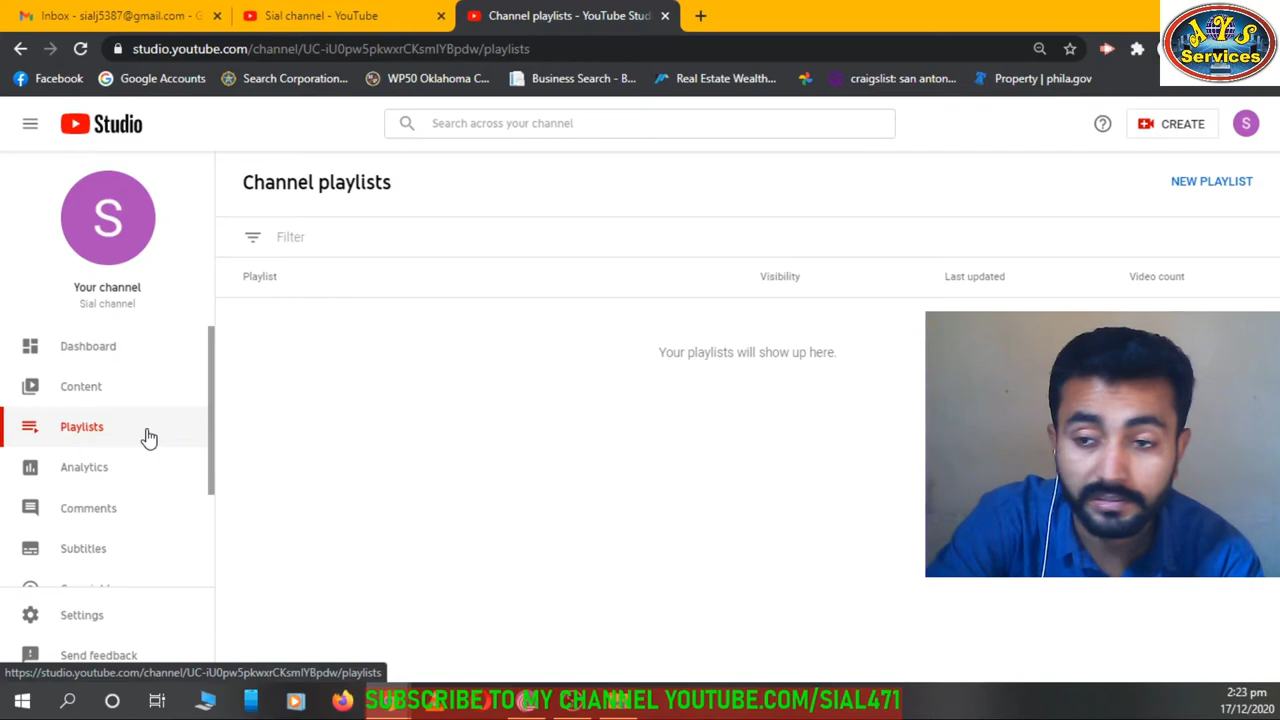 Inbox - sialj5387@gmail.com - G
Sial channel - YouTube
Channel playlists - YouTube Stud
studio.youtube.com/channel/UC-iU0pw5pkwxrCKsmIYBpdw/playlists
AYS
Services
Facebook
Google Accounts
Search Corporation...
WP50 Oklahoma C...
Business Search - B...
Real Estate Wealth...
craigslist: san anton...
Property | phila.gov
Studio
Search across your channel
CREATE
S
S
Channel playlists
NEW PLAYLIST
Filter
Playlist
Visibility
Last updated
Video count
Your channel
Sial channel
Your playlists will show up here.
Dashboard
Content
Playlists
Analytics
Comments
Subtitles
Settings
Send feedback
https://studio.youtube.com/channel/UC-iU0pw5pkwxrCKsmIYBpdw/playlists
SUBSCRIBE TO MY CHANNEL YOUTUBE.COM/SIAL471
2:23 pm
17/12/2020